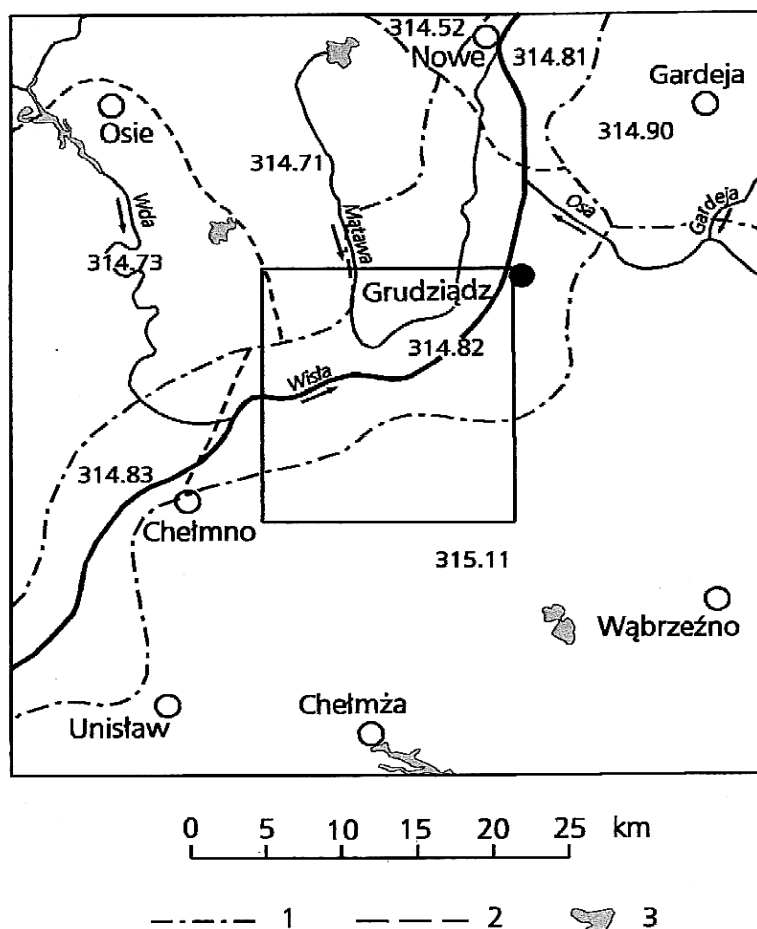 314.52
Nowe
314.81
Gardeja
Osie
314.90
314.71
Osa
Gardeja
Wda
Mątawa
314.73
Grudziądz
314.82
Wisła
314.83
Chełmno
315.11
Wąbrzeźno
Unisław
Chełmża
0 5 10 15 20 25 km
1 2 3